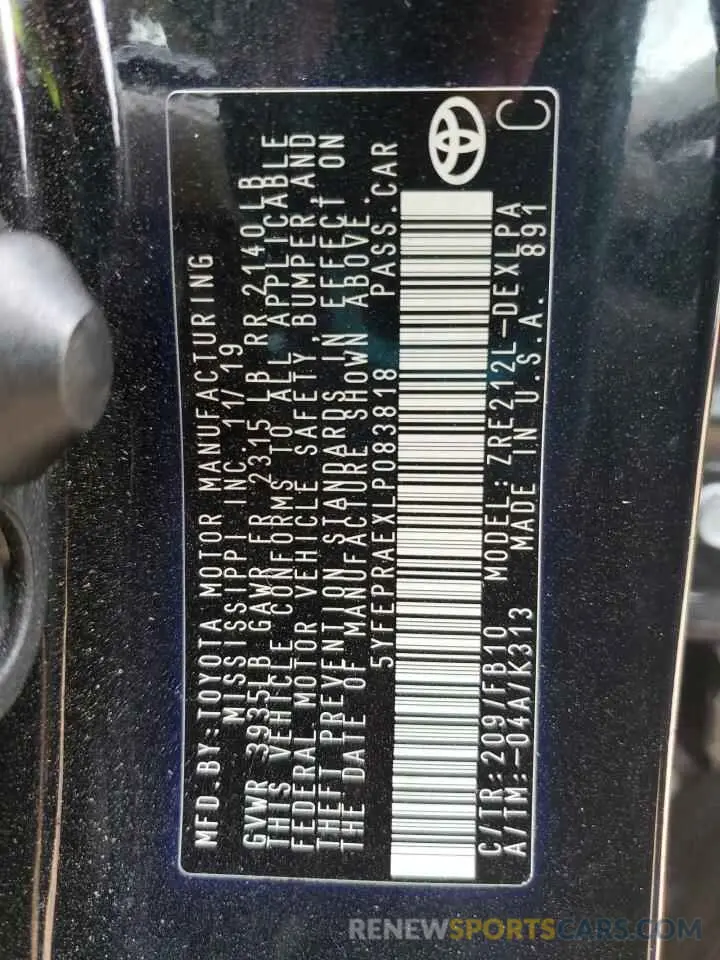 MFD.BY:TOYOTA MOTOR MANUFACTURING
MISSISSIPPI INC.11/19
GVWR 3935LB GAWR FR 2315 LB RR 2140LB
THIS VEHICLE CONFORMS TO ALL APPLICABLE
FEDERAL MOTOR VEHICLE SAFETY,BUMPER,AND
THEFT PREVENTION STANDARDS IN EFFECT ON
THE DATE OF MANUFACTURE SHOWN ABOVE.
5YFEPRAEXLP083818 PASS.CAR
C/TR:209/FB10 MODEL:ZRE212L-DEXLPA
A/TM:-04A/K313 MADE IN U.S.A. 891
C
RENEWSPORTSCARS.COM